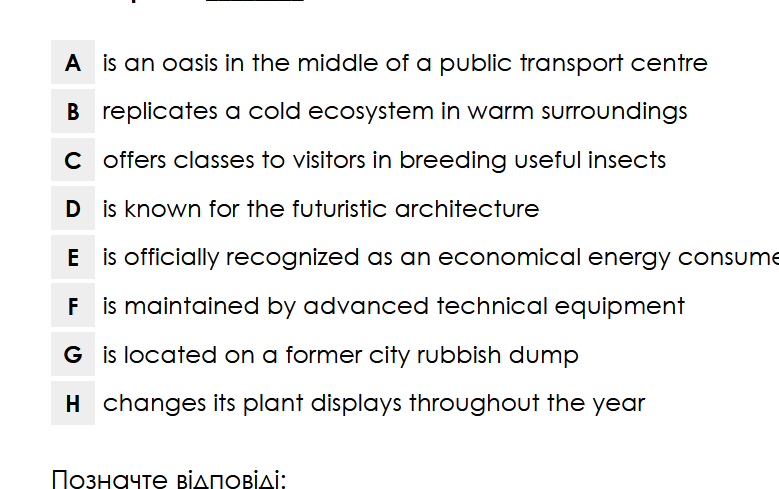 A is an oasis in the middle of a public transport centre
B replicates a cold ecosystem in warm surroundings
C offers classes to visitors in breeding useful insects
D is known for the futuristic architecture
E is officially recognized as an economical energy consume
F is maintained by advanced technical equipment
G is located on a former city rubbish dump
H changes its plant displays throughout the year
Позначте відповіді: